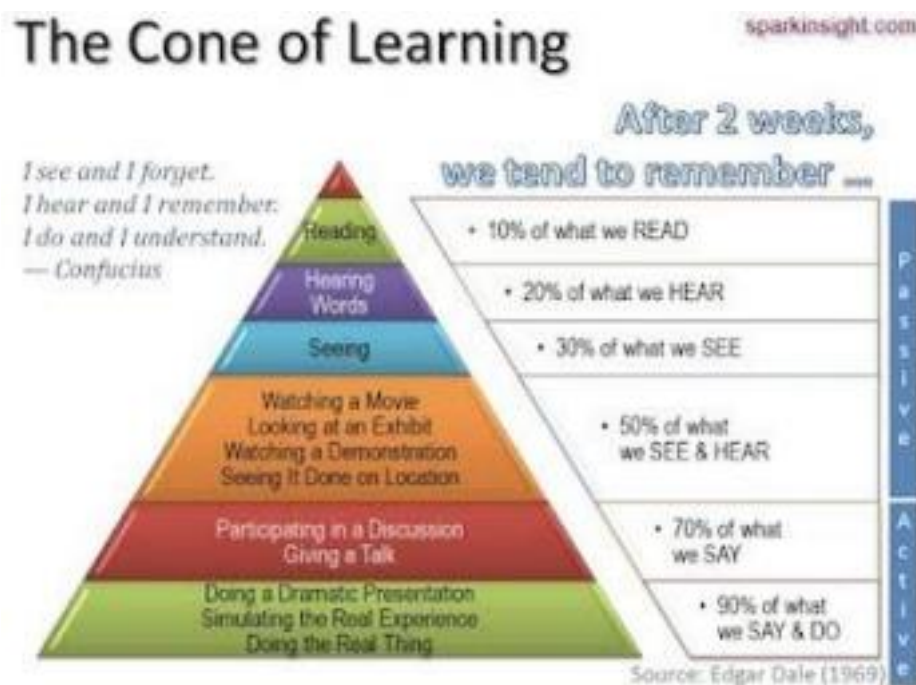 The Cone of Learning
sparkinsight.com
After 2 weeks,
we tend to remember ...
I see and I forget.
I hear and I remember.
I do and I understand.
— Confucius
Reading
• 10% of what we READ
Hearing
Words
• 20% of what we HEAR
Seeing
• 30% of what we SEE
Watching a Movie
Looking at an Exhibit
Watching a Demonstration
Seeing It Done on Location
• 50% of what
we SEE & HEAR
Passive
Participating in a Discussion
Giving a Talk
• 70% of what
we SAY
Doing a Dramatic Presentation
Simulating the Real Experience
Doing the Real Thing
• 90% of what
we SAY & DO
Active
Source: Edgar Dale (1969)